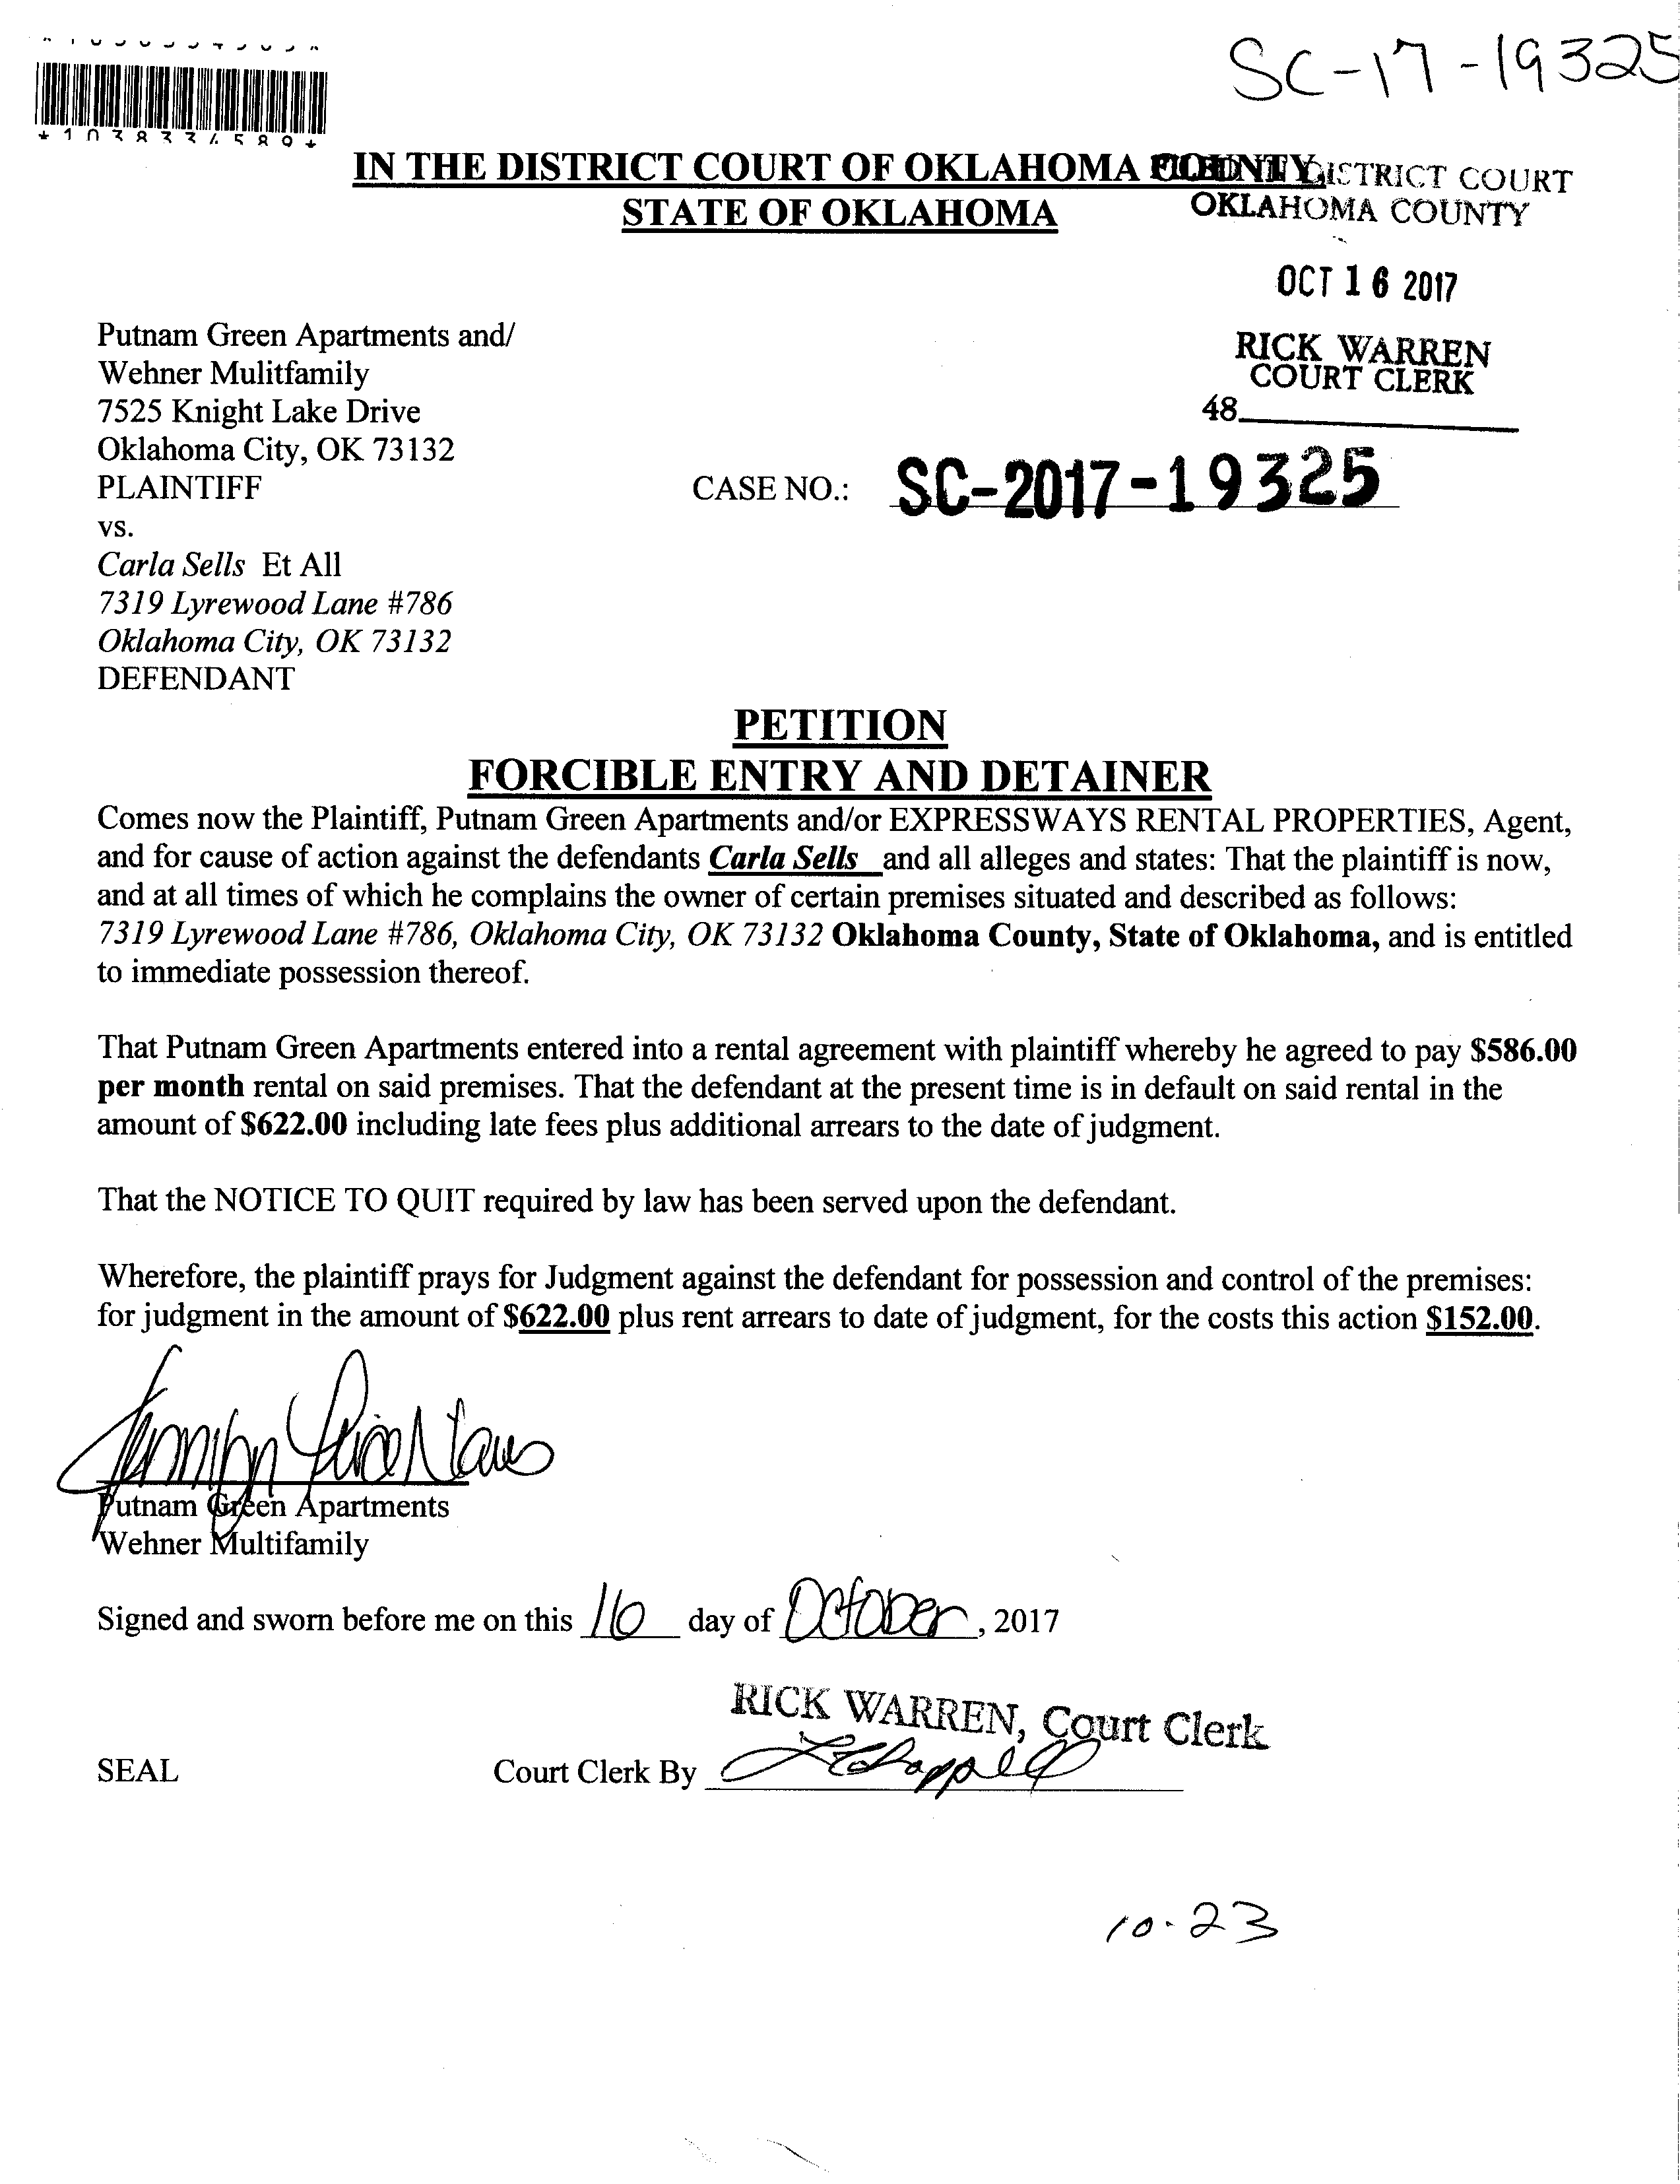 SC-17-19325
*1038334589*
IN THE DISTRICT COURT OF OKLAHOMA COUNTY
STATE OF OKLAHOMA
DISTRICT COURT
OKLAHOMA COUNTY
OCT 16 2017
RICK WARREN
COURT CLERK
48
Putnam Green Apartments and/
Wehner Mulitfamily
7525 Knight Lake Drive
Oklahoma City, OK 73132
PLAINTIFF
CASE NO.: SC-2017-19325
vs.
Carla Sells Et All
7319 Lyrewood Lane #786
Oklahoma City, OK 73132
DEFENDANT
PETITION
FORCIBLE ENTRY AND DETAINER
Comes now the Plaintiff, Putnam Green Apartments and/or EXPRESSWAYS RENTAL PROPERTIES, Agent,
and for cause of action against the defendants Carla Sells and all alleges and states: That the plaintiff is now,
and at all times of which he complains the owner of certain premises situated and described as follows:
7319 Lyrewood Lane #786, Oklahoma City, OK 73132 Oklahoma County, State of Oklahoma, and is entitled
to immediate possession thereof.
That Putnam Green Apartments entered into a rental agreement with plaintiff whereby he agreed to pay $586.00
per month rental on said premises. That the defendant at the present time is in default on said rental in the
amount of $622.00 including late fees plus additional arrears to the date of judgment.
That the NOTICE TO QUIT required by law has been served upon the defendant.
Wherefore, the plaintiff prays for Judgment against the defendant for possession and control of the premises:
for judgment in the amount of $622.00 plus rent arrears to date of judgment, for the costs this action $152.00.
Putnam Green Apartments
Wehner Multifamily
Signed and sworn before me on this 16 day of October, 2017
RICK WARREN, Court Clerk
SEAL
Court Clerk By
10-23